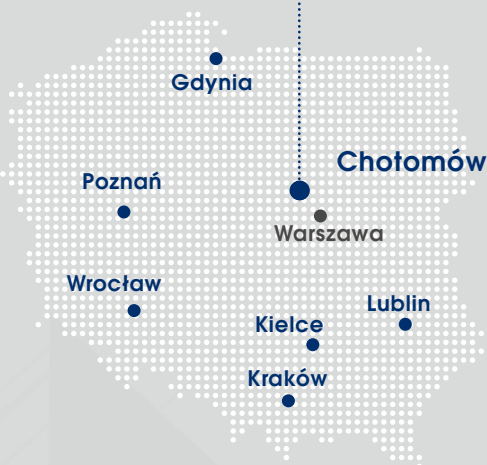 Gdynia
Chotomów
Poznań
Warszawa
Wrocław
Lublin
Kielce
Kraków